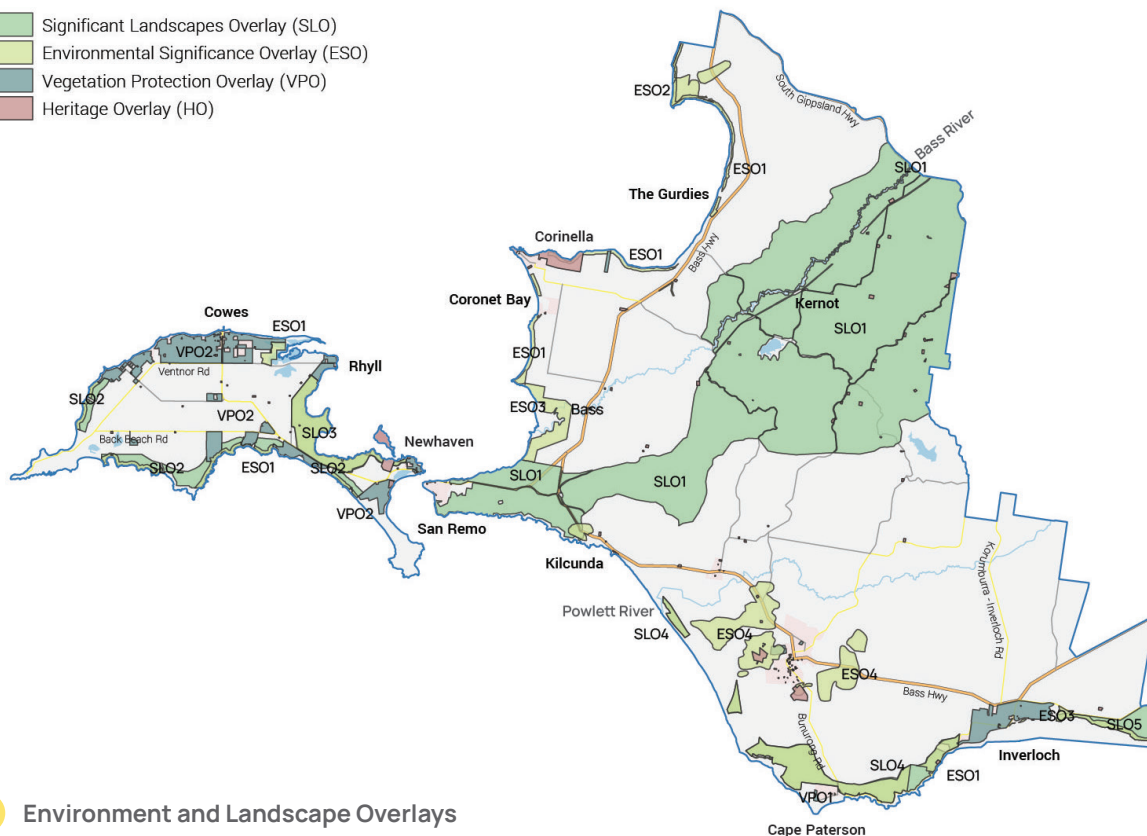 Significant Landscapes Overlay (SLO)
Environmental Significance Overlay (ESO)
Vegetation Protection Overlay (VPO)
Heritage Overlay (HO)
ESO2
South Gippsland Hwy
Bass River
SLO1
ESO1
The Gurdies
Corinella
ESO1
Bass Hwy
Coronet Bay
Kernot
SLO1
Cowes
ESO1
VPO2
ESO1
Rhyll
Ventnor Rd
SLO2
ESO3
Bass
VPO2
SLO3
Back Beach Rd
Newhaven
SLO2
ESO1
SLO2
SLO1
SLO1
VPO2
San Remo
Kilcunda
Korumburra - Inverloch Rd
Powlett River
SLO4
ESO4
ESO4
Bass Hwy
ESO3
SLO5
Bunurong Rd
Inverloch
SLO4
ESO1
VPO1
Environment and Landscape Overlays
Cape Paterson